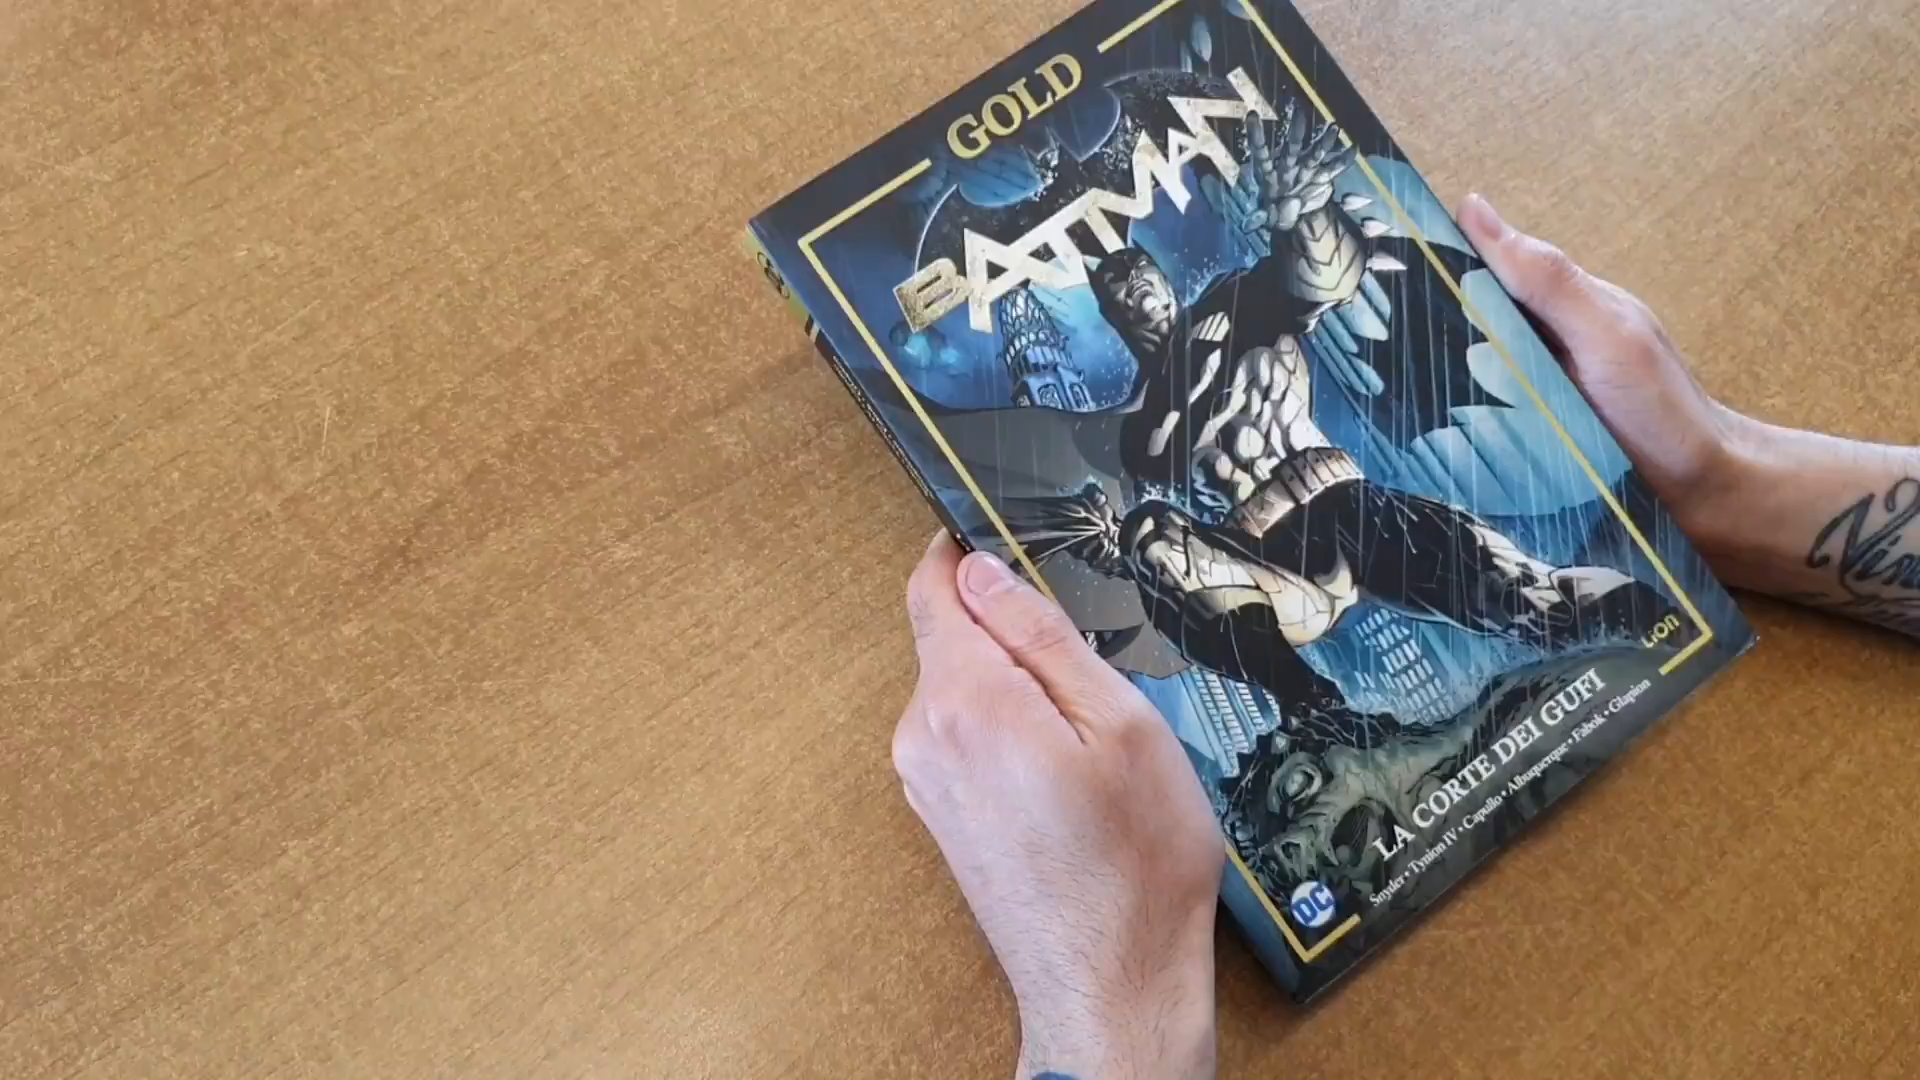 GOLD
BATMAN
LION
LA CORTE DEI GUFI
Snyder • Tynion IV • Capullo • Albuquerque • Fabok • Glapion
DC